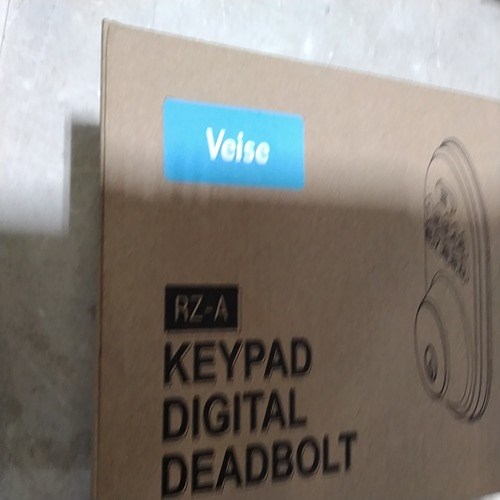 Veise
RZ-A
KEYPAD
DIGITAL
DEADBOLT